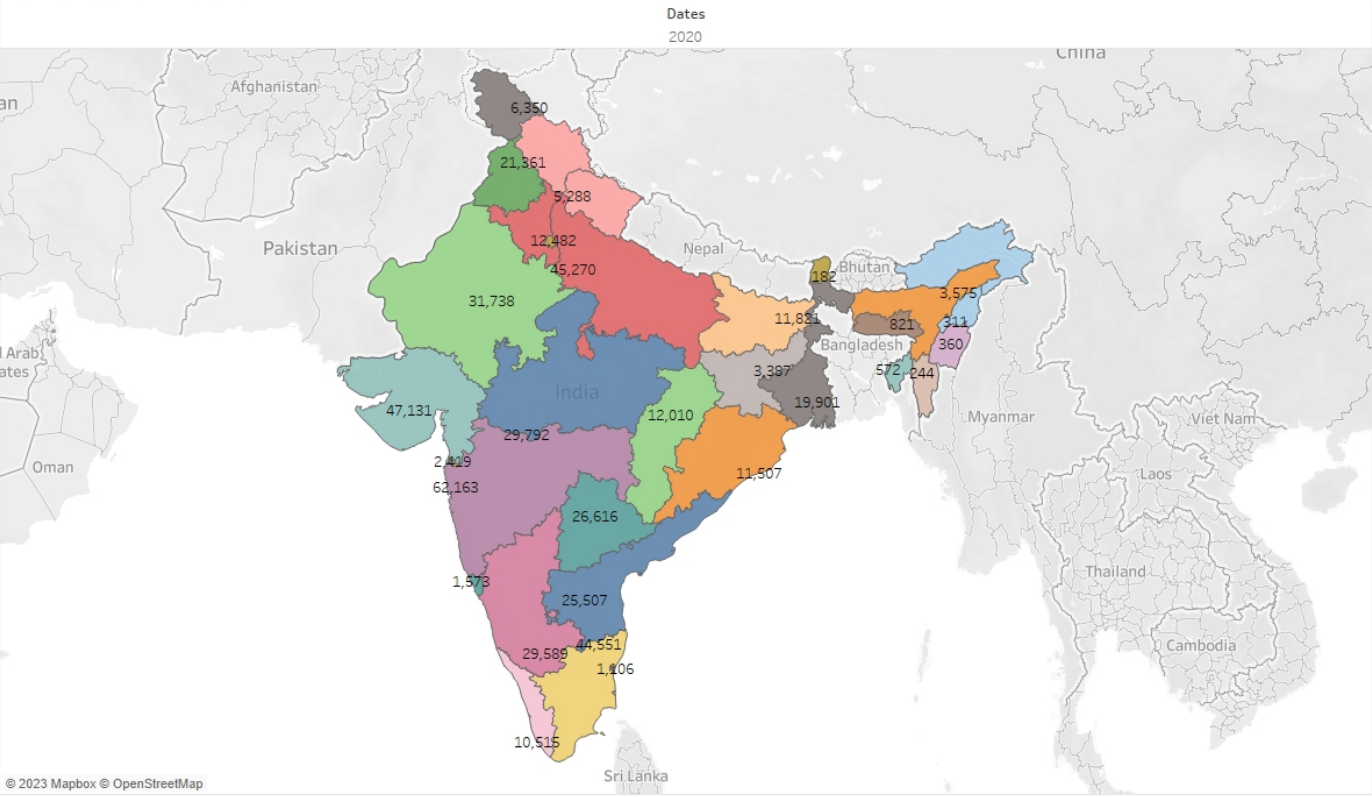 Dates
2020
China
Afghanistan
an
6,350
21,361
5,288
Pakistan
12,482
Nepal
45,270
Bhutan
182
3,575
31,738
11,821
821
311
Bangladesh
360
l Arab
ates
3,387
572
244
India
47,131
12,010
19,901
Myanmar
Viet Nam
29,792
2,419
Oman
11,507
Laos
62,163
26,616
1,573
Thailand
25,507
44,551
Cambodia
29,589
1,106
10,515
Sri Lanka
© 2023 Mapbox © OpenStreetMap